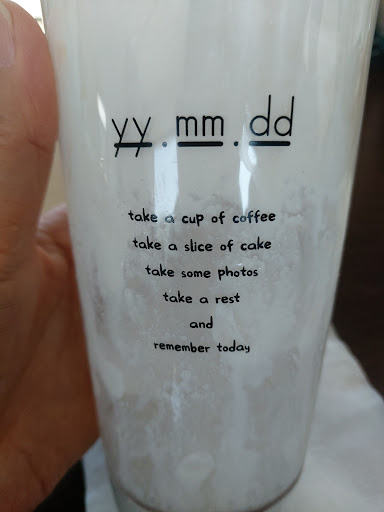 yy.mm.dd
take a cup of coffee
take a slice of cake
take some photos
take a rest
and
remember today